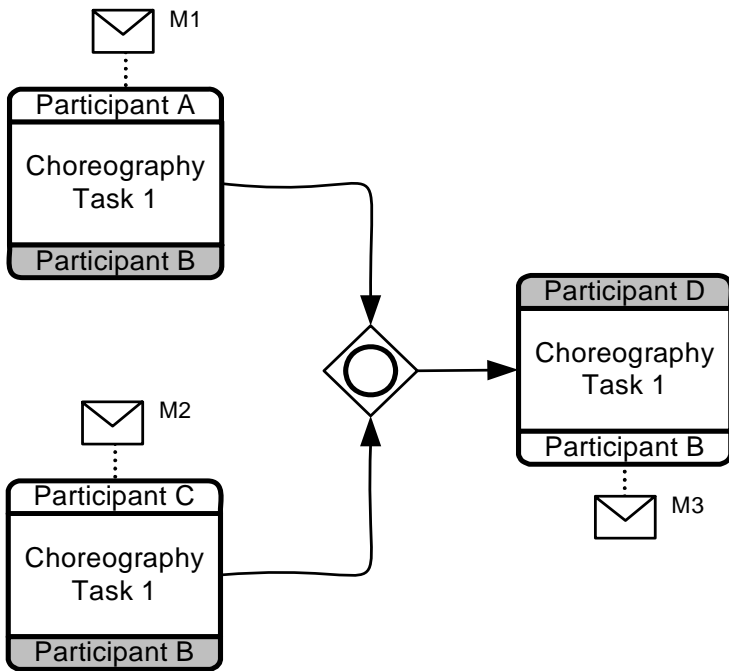 M1
Participant A
Choreography
Task 1
Participant B
Participant D
Choreography
Task 1
Participant B
M3
M2
Participant C
Choreography
Task 1
Participant B